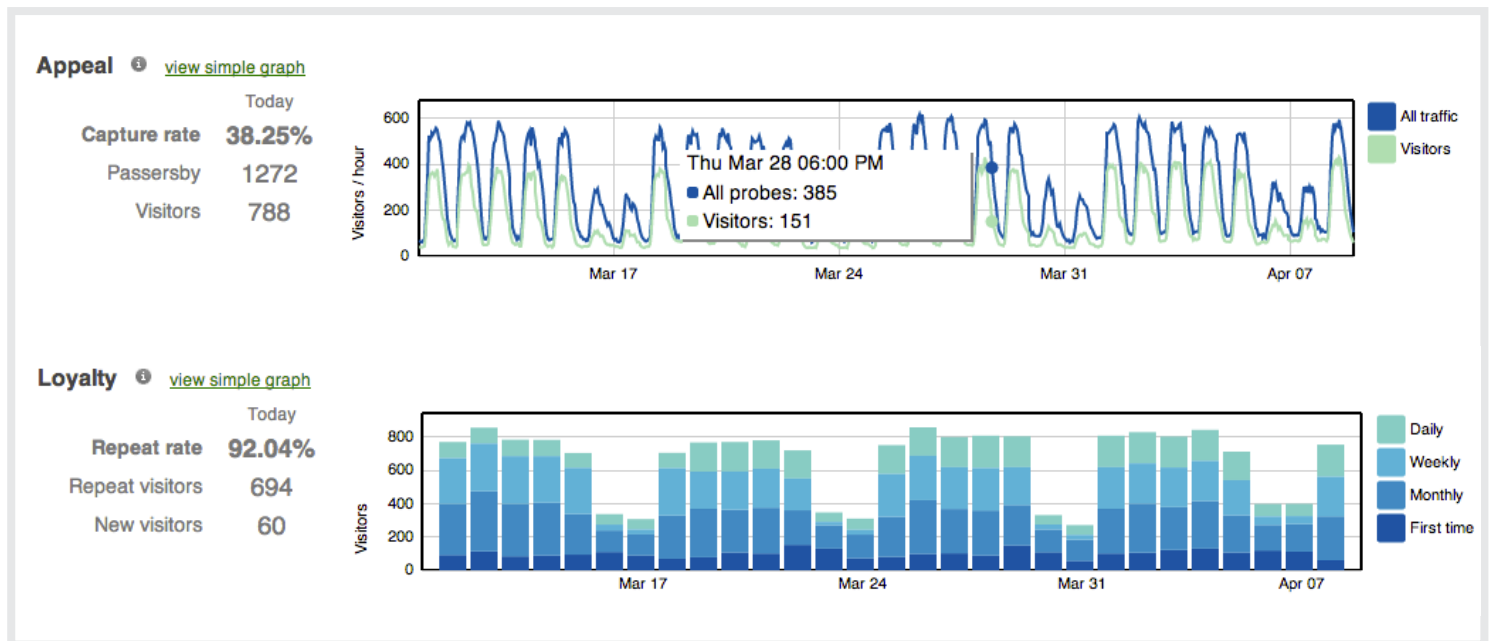 Appeal view simple graph
Today
Capture rate 38.25%
Passersby 1272
Visitors 788
Visitors / hour
600
400
200
0
Thu Mar 28 06:00 PM
All probes: 385
Visitors: 151
Mar 17 Mar 24 Mar 31 Apr 07
All traffic
Visitors
Loyalty view simple graph
Today
Repeat rate 92.04%
Repeat visitors 694
New visitors 60
Visitors
800
600
400
200
0
Mar 17 Mar 24 Mar 31 Apr 07
Daily
Weekly
Monthly
First time